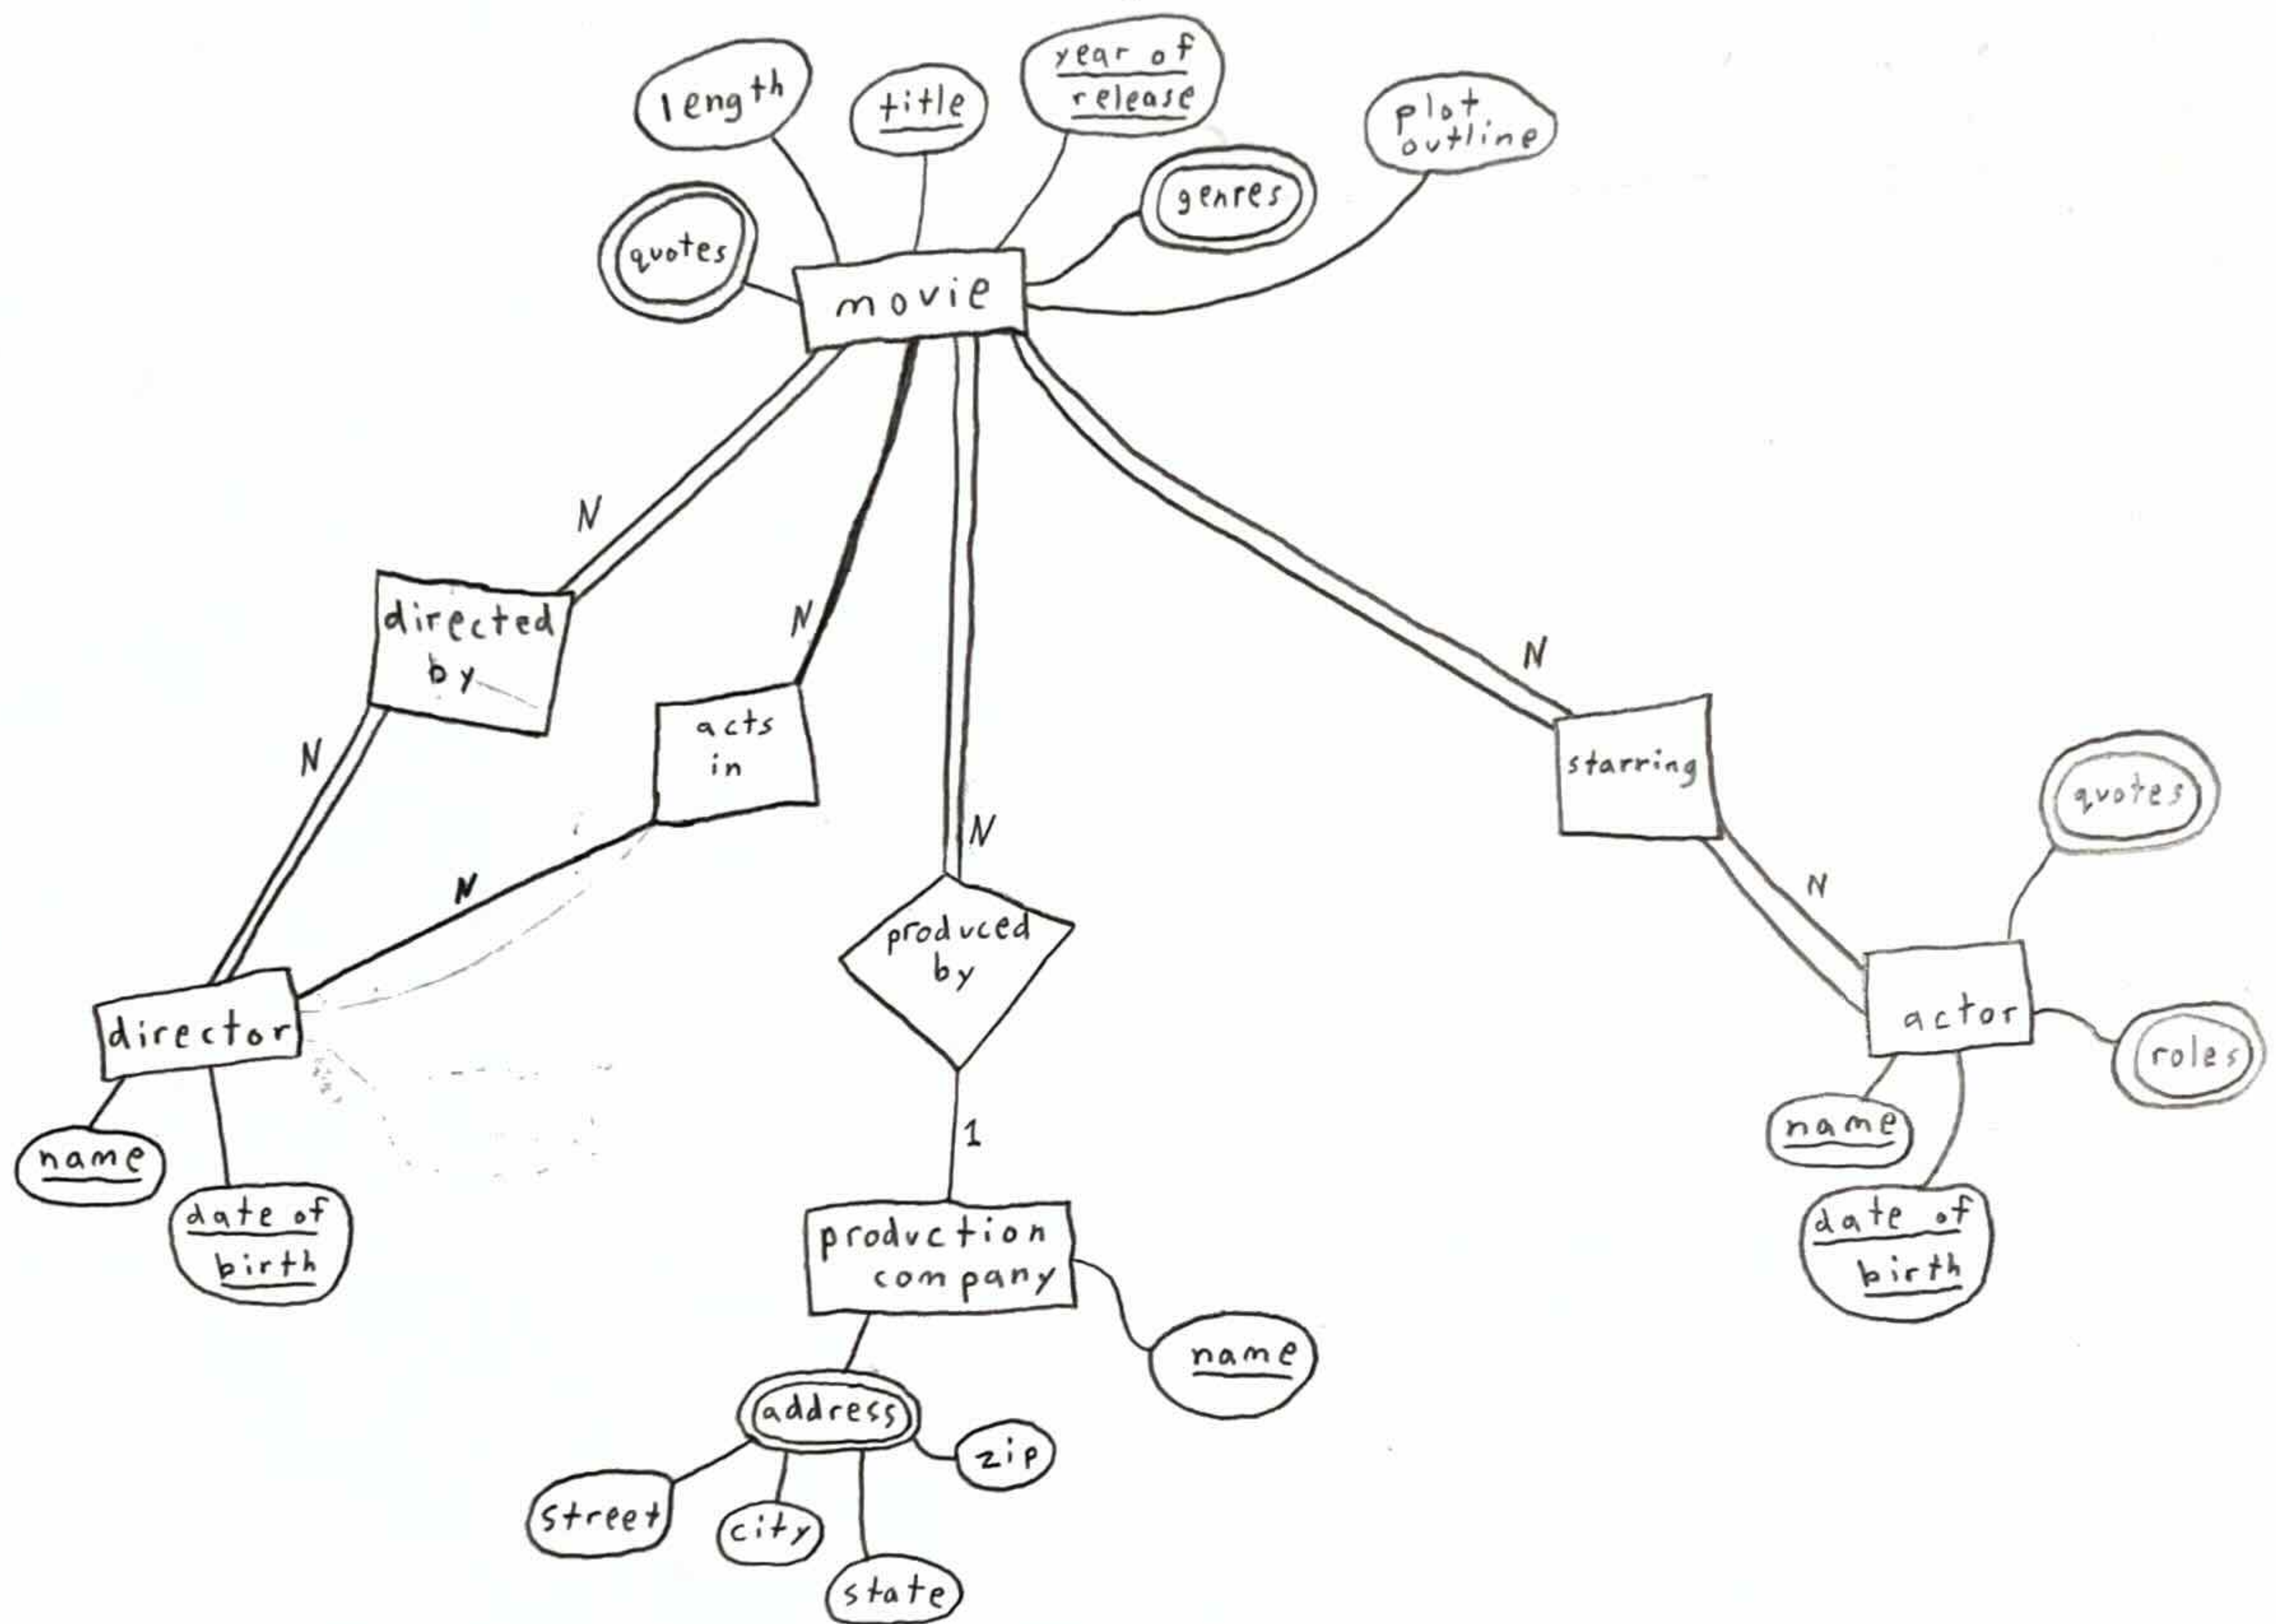 length
title
year of
release
plot
outline
genres
quotes
movie
N
directed
by
N
acts
in
N
N
N
starring
N
quotes
produced
by
director
actor
roles
name
date of
birth
1
name
date of
birth
production
company
name
address
zip
street
city
state
N